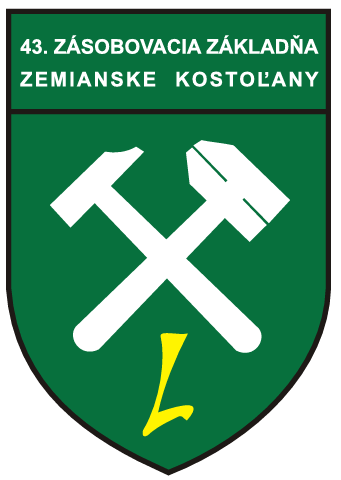 43. ZÁSOBOVACIA ZÁKLADŇA
ZEMIANSKE KOSTOĽANY
L